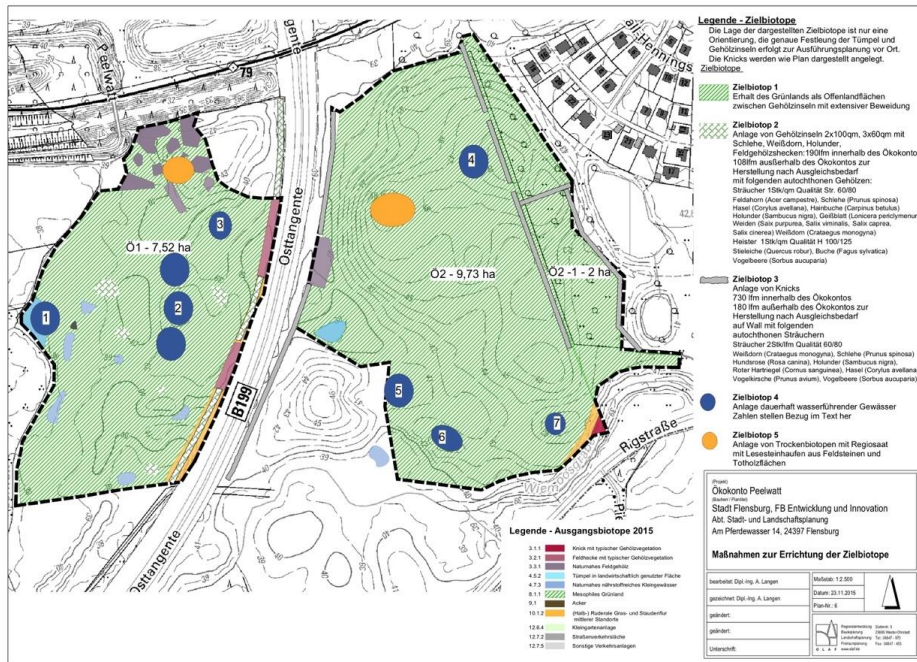 Legende - Zielbiotope
Die Lage der dargestellten Zielbiotope ist nur eine
Orientierung, die genaue Festleung der Tümpel und
Gehölzinseln erfolgt zur Ausführungsplanung vor Ort.
Die Knicks werden wie Plan dargestellt angelegt.
Zielbiotope
Zielbiotop 1
Erhalt des Grünlands als Offenlandflächen
zwischen Gehölzinseln mit extensiver Beweidung
Zielbiotop 2
Anlage von Gehölzinseln 2x100qm, 3x60qm mit
Schlehe, Weißdorn, Holunder,
Feldgehölzshecken:190lfm innerhalb des Ökokontos
108lfm außerhalb des Ökokontos zur
Herstellung nach Ausgleichsbedarf
mit folgenden autochthonen Gehölzen:
Sträucher 1Stk/qm Qualität Str. 60/80
Feldahorn (Acer campestre), Schlehe (Prunus spinosa)
Hasel (Corylus avellana), Hainbuche (Carpinus betulus)
Holunder (Sambucus nigra), Geißblatt (Lonicera periclymenum
Weiden (Saix purpurea, Salix viminalis, Salix caprea,
Salix cinerea) Weißdorn (Crataegus monogyna)
Heister 1Stk/qm Qualität H 100/125
Stieleiche (Quercus robur), Buche (Fagus sylvatica)
Vogelbeere (Sorbus aucuparia)
Zielbiotop 3
Anlage von Knicks
730 lfm innerhalb des Ökokontos
180 lfm außerhalb des Ökokontos zur
Herstellung nach Ausgleichsbedarf
auf Wall mit folgenden
autochthonen Sträuchern
Sträucher 2Stk/lfm Qualität 60/80
Weißdorn (Crataegus monogyna), Schlehe (Prunus spinosa)
Hundsrose (Rosa canina), Holunder (Sambucus nigra),
Roter Hartriegel (Cornus sanguinea), Hasel (Corylus avellana
Vogelkirsche (Prunus avium), Vogelbeere (Sorbus aucuparia)
Zielbiotop 4
Anlage dauerhaft wasserführender Gewässer
Zahlen stellen Bezug im Text her
Zielbiotop 5
Anlage von Trockenbiotopen mit Regiosaat
mit Lesesteinhaufen aus Feldsteinen und
Totholzflächen
(Projekt)
Ökokonto Peelwatt
Stadt Flensburg, FB Entwicklung und Innovation
Abt. Stadt- und Landschaftsplanung
Am Pferdewasser 14, 24397 Flensburg
Maßnahmen zur Errichtung der Zielbiotope
bearbeitet: Dipl.-Ing. A. Langen
gezeichnet: Dipl.-Ing. A. Langen
geändert:
geändert:
Unterschrift:
Maßstab: 1:2.500
Datum: 23.11.2015
Plan-Nr.: 6
Legende - Ausgangsbiotope 2015
3.1.1 Knick mit typischer Gehölzvegetation
3.2.1 Feldhecke mit typischer Gehölzvegetation
3.3.1 Naturnahes Feldgehölz
4.5.2 Tümpel in landwirtschaftlich genutzter Fläche
4.7.3 Naturnahes nährstoffreiches Kleingewässer
8.1.1 Mesophiles Grünland
9.1 Acker
10.1.2 (Halb-) Ruderale Gras- und Staudenflur
mittlerer Standorte
12.6.4 Kleingartenanlage
12.7.2 Straßenverkehrsfläche
12.7.5 Sonstige Verkehrsanlagen
Ö1 - 7,52 ha
Ö2 - 9,73 ha
Ö2 -1 - 2 ha
1
2
3
4
5
6
7
79
Osttangente
Osttangente
B199
Rigstraße